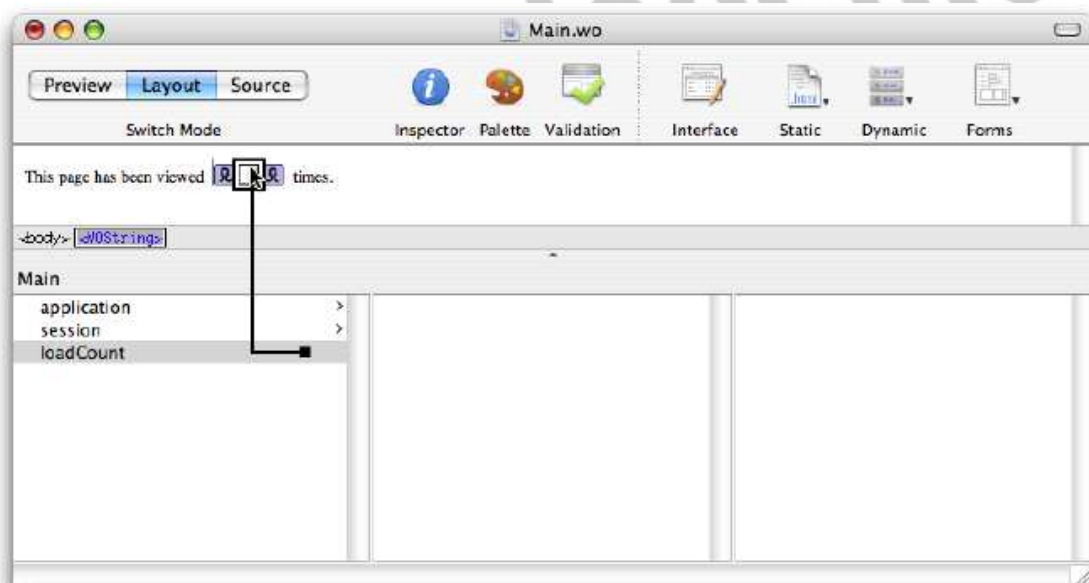 Main.wo
Preview Layout Source
Switch Mode
Inspector Palette Validation Interface Static Dynamic Forms
This page has been viewed times.
<body> <WOString>
Main
application >
session >
loadCount